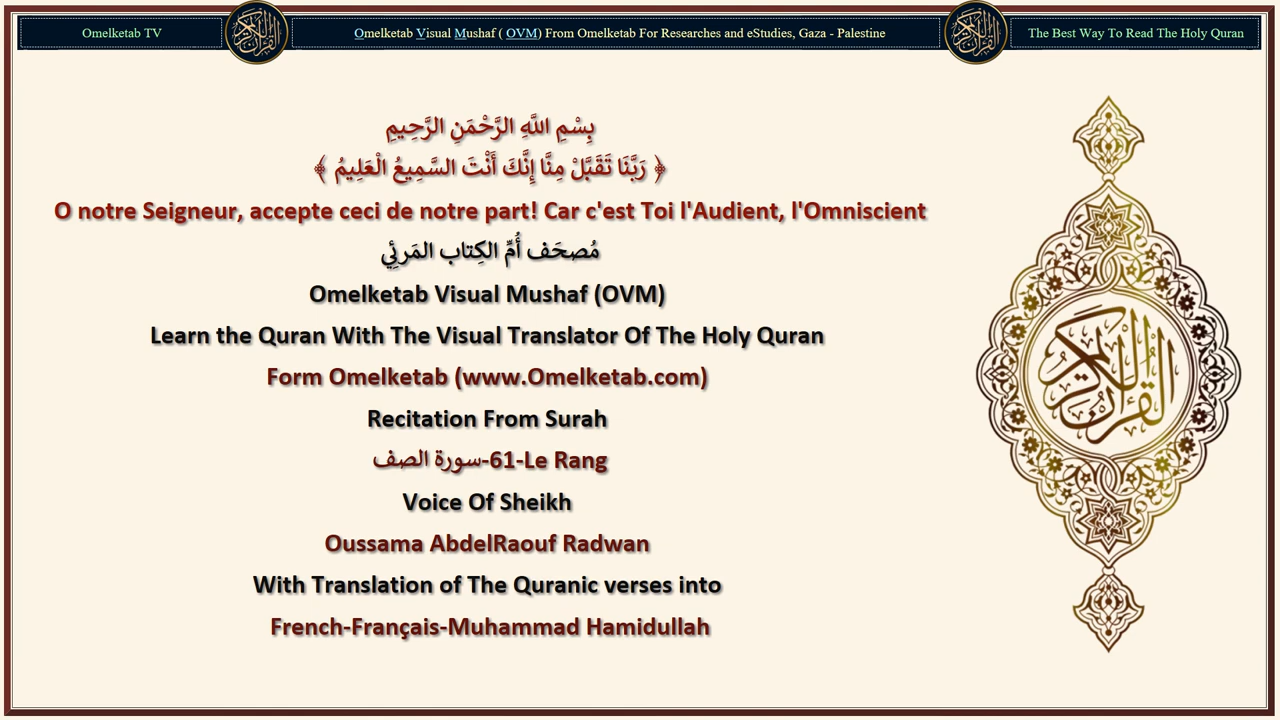 Omelketab TV
Omelketab Visual Mushaf ( OVM) From Omelketab For Researches and eStudies, Gaza - Palestine
The Best Way To Read The Holy Quran
بِسْمِ اللَّهِ الرَّحْمَنِ الرَّحِيمِ
﴿ رَبَّنَا تَقَبَّلْ مِنَّا إِنَّكَ أَنْتَ السَّمِيعُ الْعَلِيمُ ﴾
O notre Seigneur, accepte ceci de notre part! Car c'est Toi l'Audient, l'Omniscient
مُصحَف أُمِّ الكِتاب المَرئِي
Omelketab Visual Mushaf (OVM)
Learn the Quran With The Visual Translator Of The Holy Quran
Form Omelketab (www.Omelketab.com)
Recitation From Surah
سورة الصف-61-Le Rang
Voice Of Sheikh
Oussama AbdelRaouf Radwan
With Translation of The Quranic verses into
French-Français-Muhammad Hamidullah
القرآن الكريم